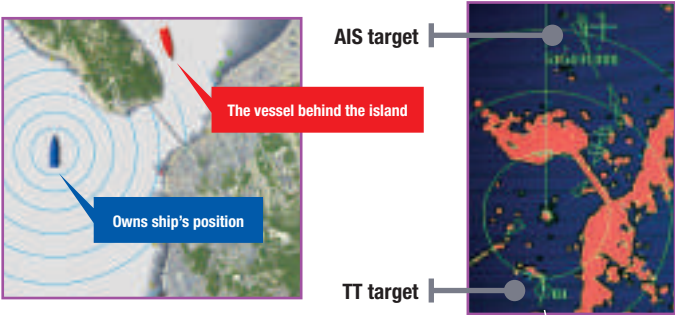 AIS target
The vessel behind the island
Owns ship's position
TT target